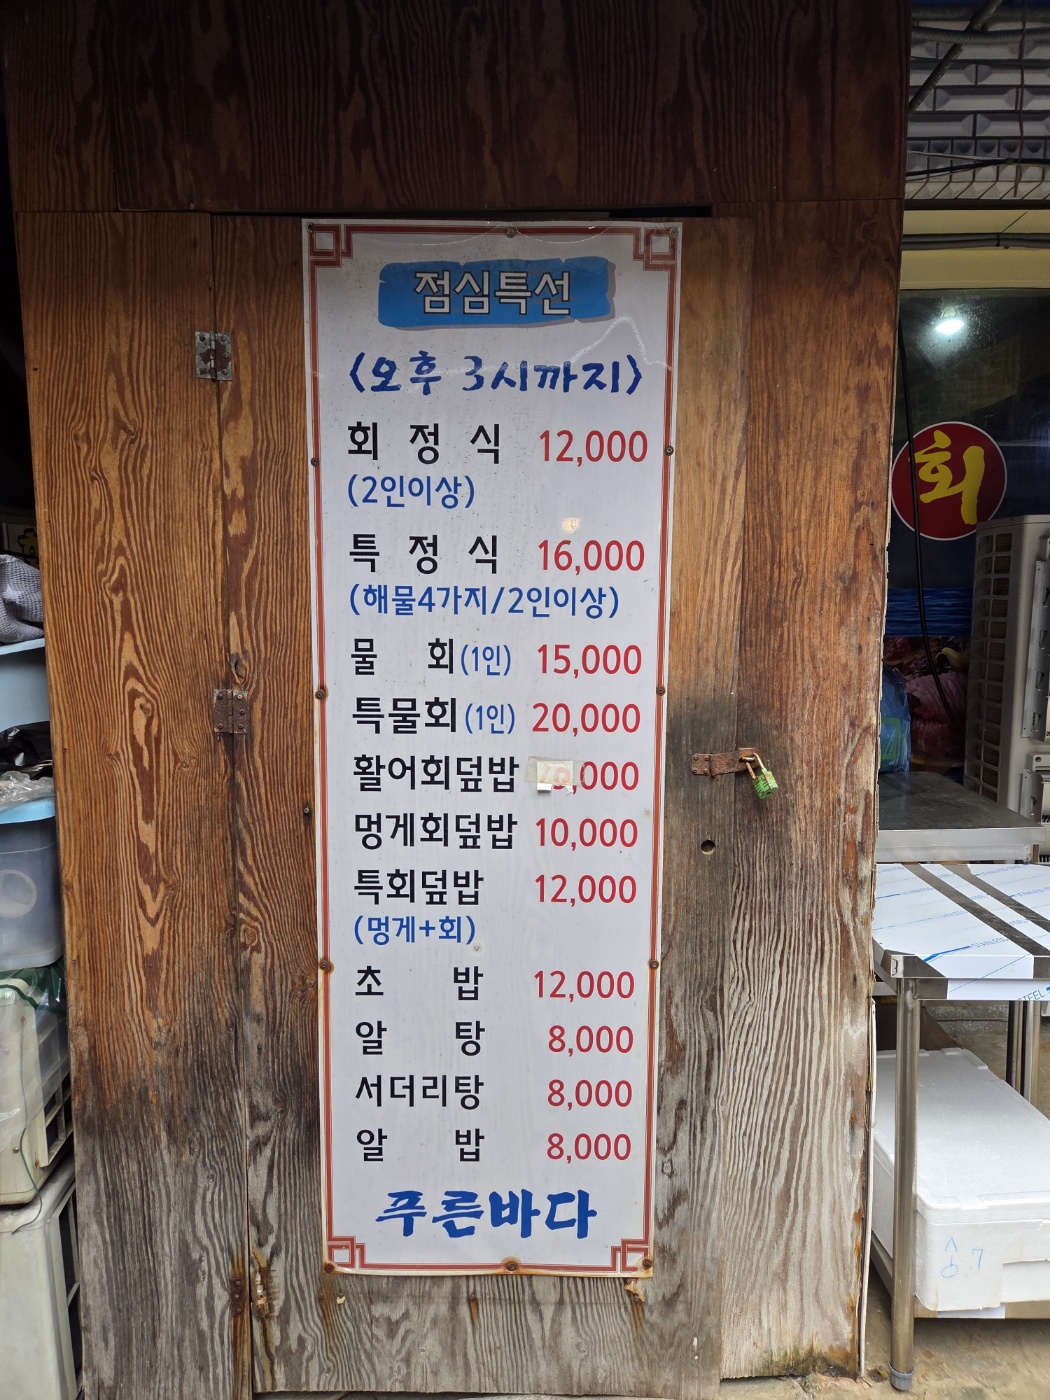 점심특선
<오후 3시까지>
회 정 식 12,000
(2인이상)
특 정 식 16,000
(해물4가지/2인이상)
물 회(1인) 15,000
특물회(1인) 20,000
활어회덮밥
멍게회덮밥 10,000
특회덮밥 12,000
(멍게+회)
초 밥 12,000
알 탕 8,000
서더리탕 8,000
알 밥 8,000
푸른바다
회